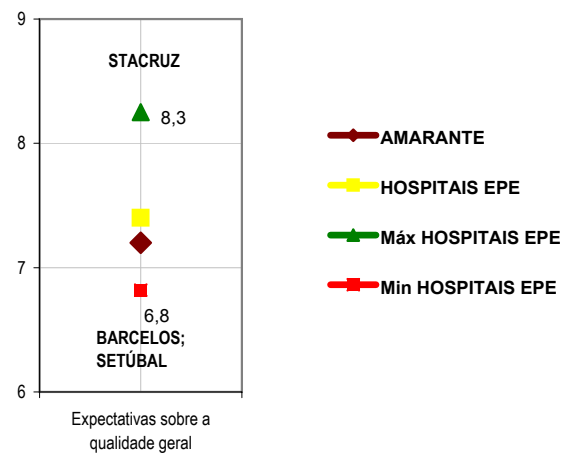 9
STACRUZ
8,3
8
7
6,8
BARCELOS;
SETÚBAL
6
Expectativas sobre a
qualidade geral
AMARANTE
HOSPITAIS EPE
Máx HOSPITAIS EPE
Min HOSPITAIS EPE